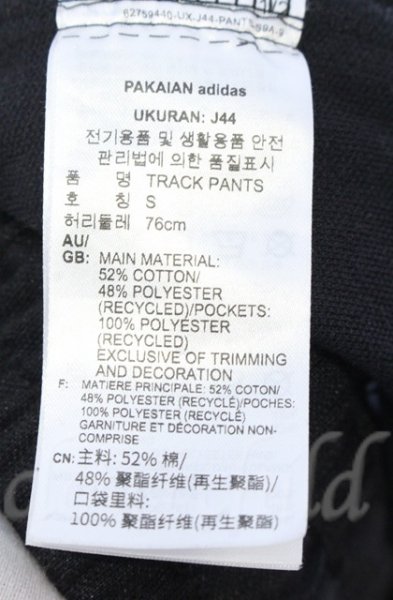 62759440-UX-J44-PANT
PAKAIAN adidas
UKURAN: J44
전기용품 및 생활용품 안전
관리법에 의한 품질표시
품 명 TRACK PANTS
호 칭 S
허리둘레 76cm
AU/
GB: MAIN MATERIAL:
52% COTTON/
48% POLYESTER
(RECYCLED)/POCKETS:
100% POLYESTER
(RECYCLED)
EXCLUSIVE OF TRIMMING
AND DECORATION
F: MATIÈRE PRINCIPALE: 52% COTON/
48% POLYESTER (RECYCLÉ)/POCHES:
100% POLYESTER (RECYCLÉ)
GARNITURE ET DÉCORATION NON-
COMPRISE
CN: 主料: 52% 棉/
48% 聚酯纤维(再生聚酯)/
口袋里料:
100% 聚酯纤维(再生聚酯)